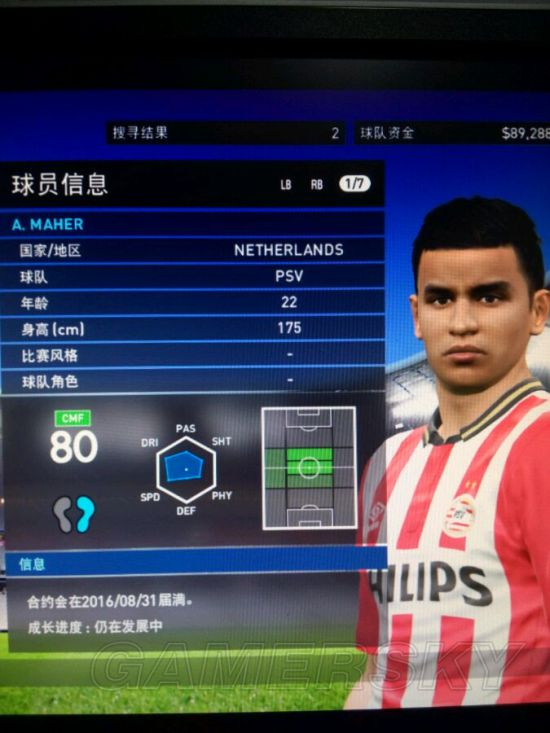 搜寻结果 2 球队资金 $89,288
球员信息 LB RB 1/7
A. MAHER
国家/地区 NETHERLANDS
球队 PSV
年龄 22
身高(cm) 175
比赛风格 -
球队角色 -
CMF
80
PAS
DRI SHT
SPD PHY
DEF
PSV
PHILIPS
信息
合约会在2016/08/31届满。
成长进度:仍在发展中
GAMERSKY